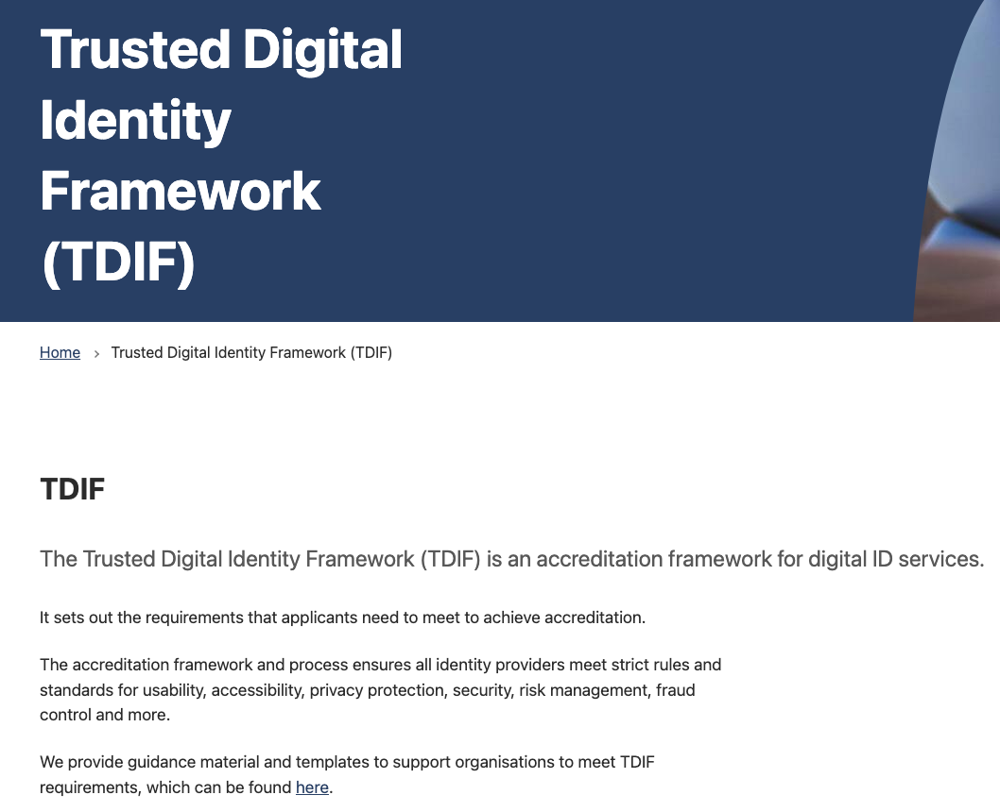 Trusted Digital
Identity
Framework
(TDIF)
Home > Trusted Digital Identity Framework (TDIF)
TDIF
The Trusted Digital Identity Framework (TDIF) is an accreditation framework for digital ID services.
It sets out the requirements that applicants need to meet to achieve accreditation.
The accreditation framework and process ensures all identity providers meet strict rules and
standards for usability, accessibility, privacy protection, security, risk management, fraud
control and more.
We provide guidance material and templates to support organisations to meet TDIF
requirements, which can be found here.